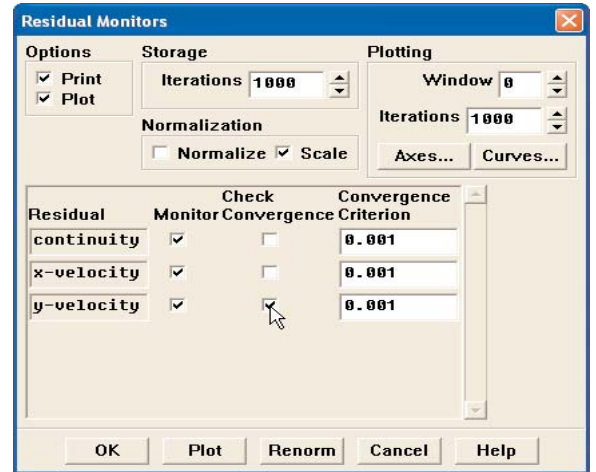 Residual Monitors
Options
Print
Plot
Storage
Iterations 1000
Normalization
Normalize Scale
Plotting
Window 0
Iterations 1000
Axes... Curves...
Residual Monitor Check Convergence Convergence Criterion
continuity 0.001
x-velocity 0.001
y-velocity 0.001
OK Plot Renorm Cancel Help